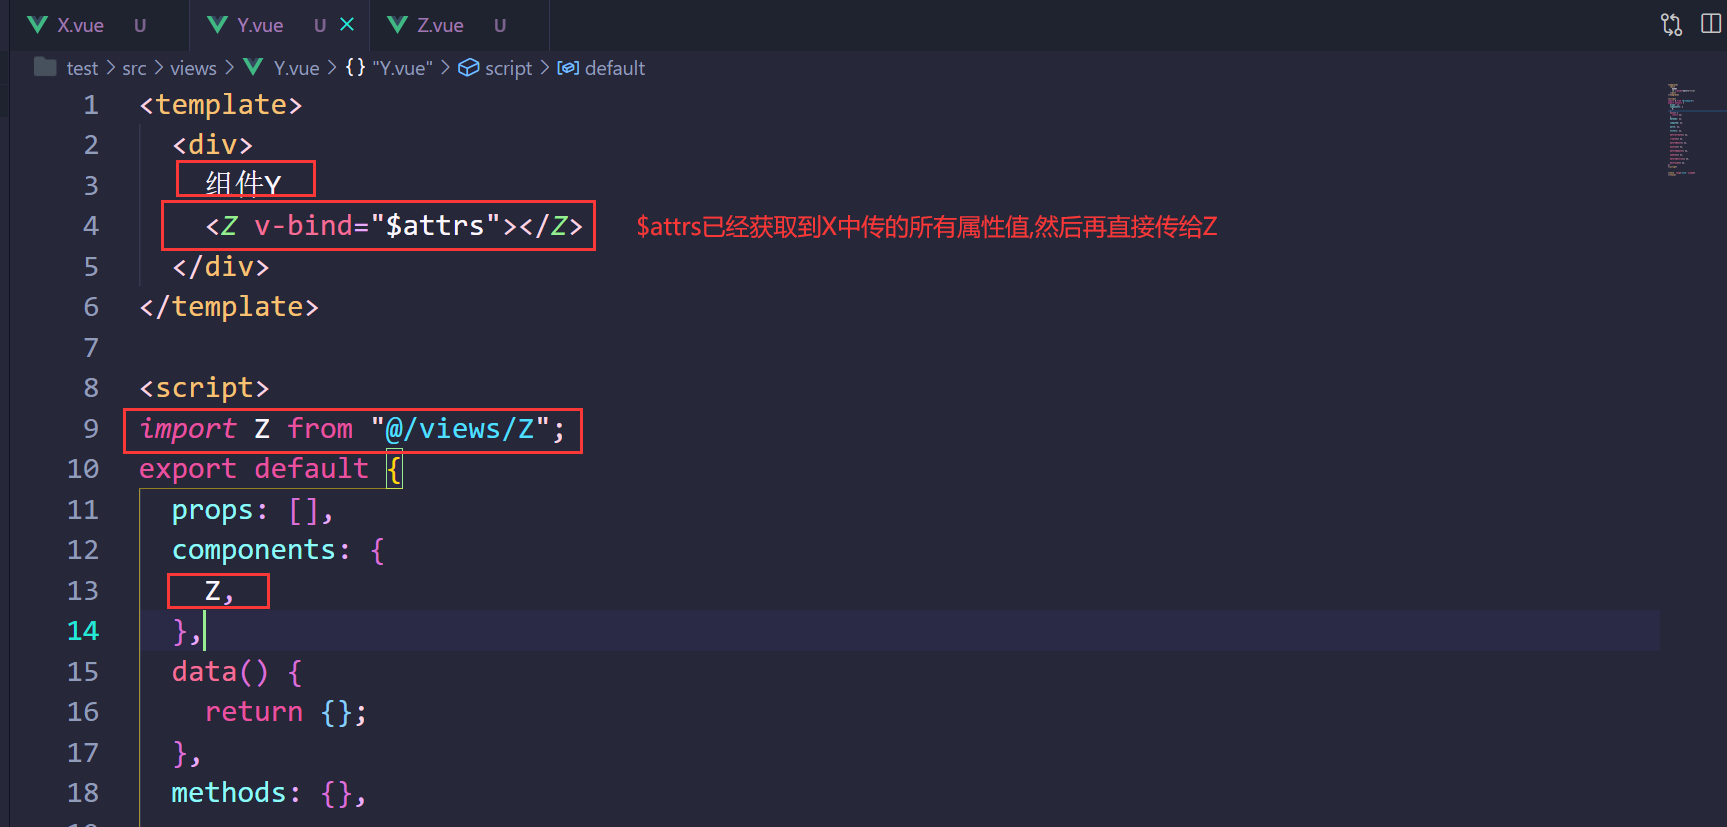 X.vue U Y.vue U Z.vue U
test > src > views > Y.vue > {} "Y.vue" > script > default
1 <template>
2 <div>
3 组件Y
4 <Z v-bind="$attrs"></Z> $attrs已经获取到X中传的所有属性值,然后再直接传给Z
5 </div>
6 </template>
7
8 <script>
9 import Z from "@/views/Z";
10 export default {
11 props: [],
12 components: {
13 Z,
14 },
15 data() {
16 return {};
17 },
18 methods: {},